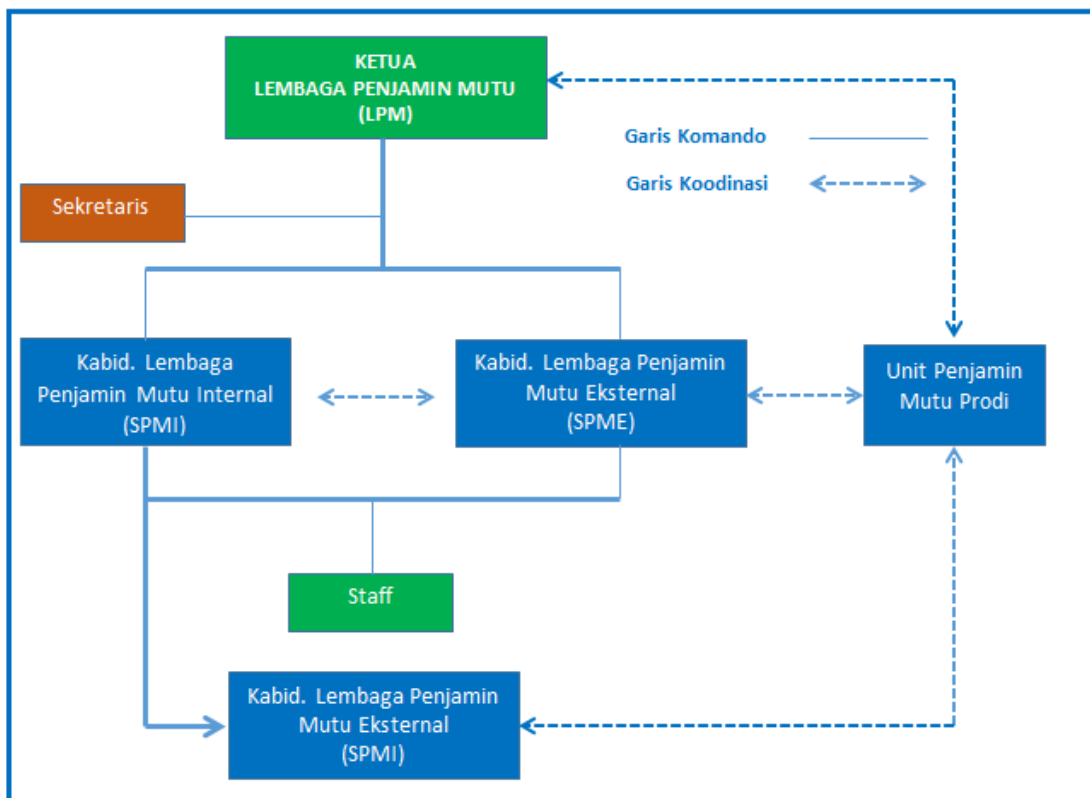 KETUA
LEMBAGA PENJAMIN MUTU
(LPM)
Garis Komando
Garis Koodinasi
Sekretaris
Kabid. Lembaga
Penjamin Mutu Internal
(SPMI)
Kabid. Lembaga Penjamin
Mutu Eksternal
(SPME)
Unit Penjamin
Mutu Prodi
Staff
Kabid. Lembaga Penjamin
Mutu Eksternal
(SPMI)